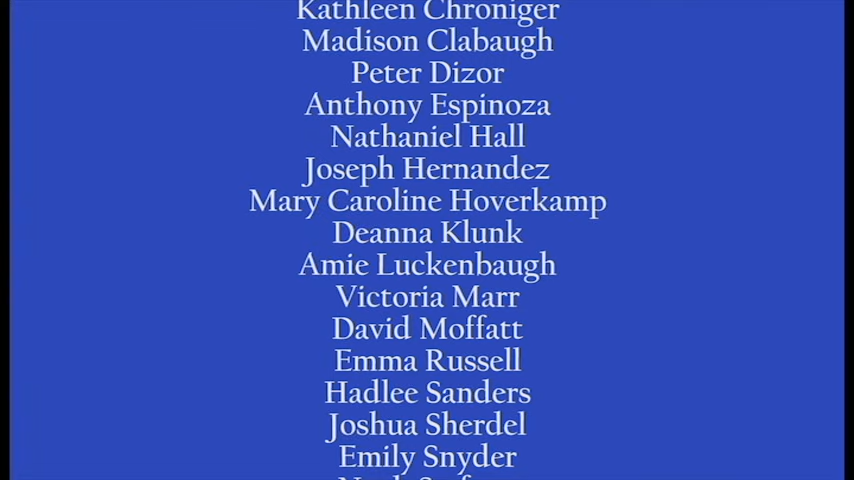 Kathleen Chroniger
Madison Clabaugh
Peter Dizor
Anthony Espinoza
Nathaniel Hall
Joseph Hernandez
Mary Caroline Hoverkamp
Deanna Klunk
Amie Luckenbaugh
Victoria Marr
David Moffatt
Emma Russell
Hadlee Sanders
Joshua Sherdel
Emily Snyder